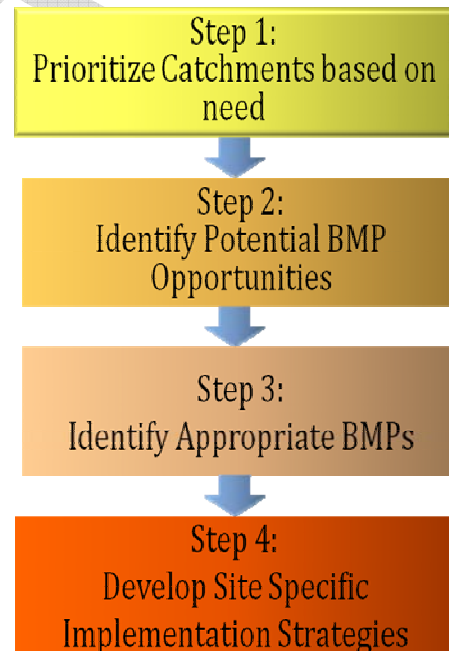 Step 1:
Prioritize Catchments based on
need
Step 2:
Identify Potential BMP
Opportunities
Step 3:
Identify Appropriate BMPs
Step 4:
Develop Site Specific
Implementation Strategies